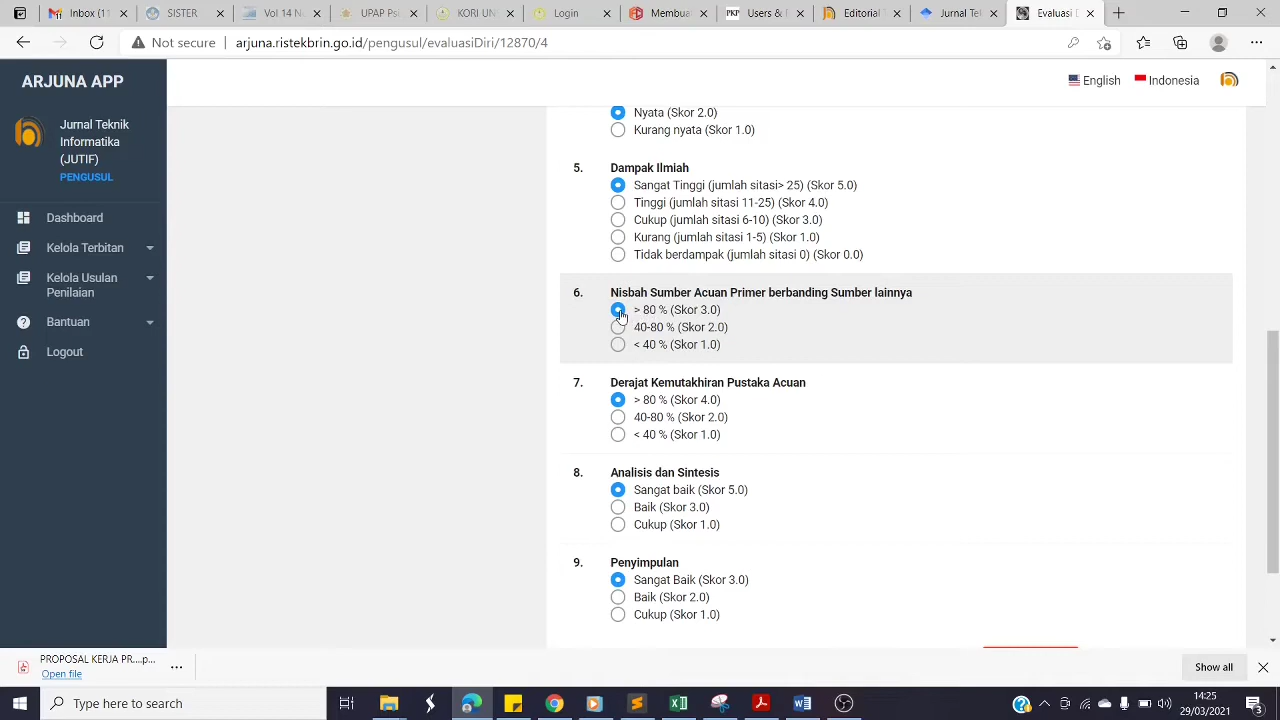 Inbox (11
SISTER
Vol 14 N
UPAP Ps
KORLIN
Login
Membua
PKP Users &
Editorial
Jurnal Tel
Evaluasi D
Not secure
arjuna.ristekbrin.go.id/pengusul/evaluasiDiri/12870/4
ARJUNA APP
English
Indonesia
Jurnal Teknik
Informatika
(JUTIF)
PENGUSUL
Dashboard
Kelola Terbitan
Kelola Usulan
Penilaian
Bantuan
Logout
Nyata (Skor 2.0)
Kurang nyata (Skor 1.0)
5. Dampak Ilmiah
Sangat Tinggi (jumlah sitasi> 25) (Skor 5.0)
Tinggi (jumlah sitasi 11-25) (Skor 4.0)
Cukup (jumlah sitasi 6-10) (Skor 3.0)
Kurang (jumlah sitasi 1-5) (Skor 1.0)
Tidak berdampak (jumlah sitasi 0) (Skor 0.0)
6. Nisbah Sumber Acuan Primer berbanding Sumber lainnya
> 80 % (Skor 3.0)
40-80 % (Skor 2.0)
< 40 % (Skor 1.0)
7. Derajat Kemutakhiran Pustaka Acuan
> 80 % (Skor 4.0)
40-80 % (Skor 2.0)
< 40 % (Skor 1.0)
8. Analisis dan Sintesis
Sangat baik (Skor 5.0)
Baik (Skor 3.0)
Cukup (Skor 1.0)
9. Penyimpulan
Sangat Baik (Skor 3.0)
Baik (Skor 2.0)
Cukup (Skor 1.0)
PROPOSAL KERJA PR....p...
Open file
Show all
Type here to search
14:25
29/03/2021
3